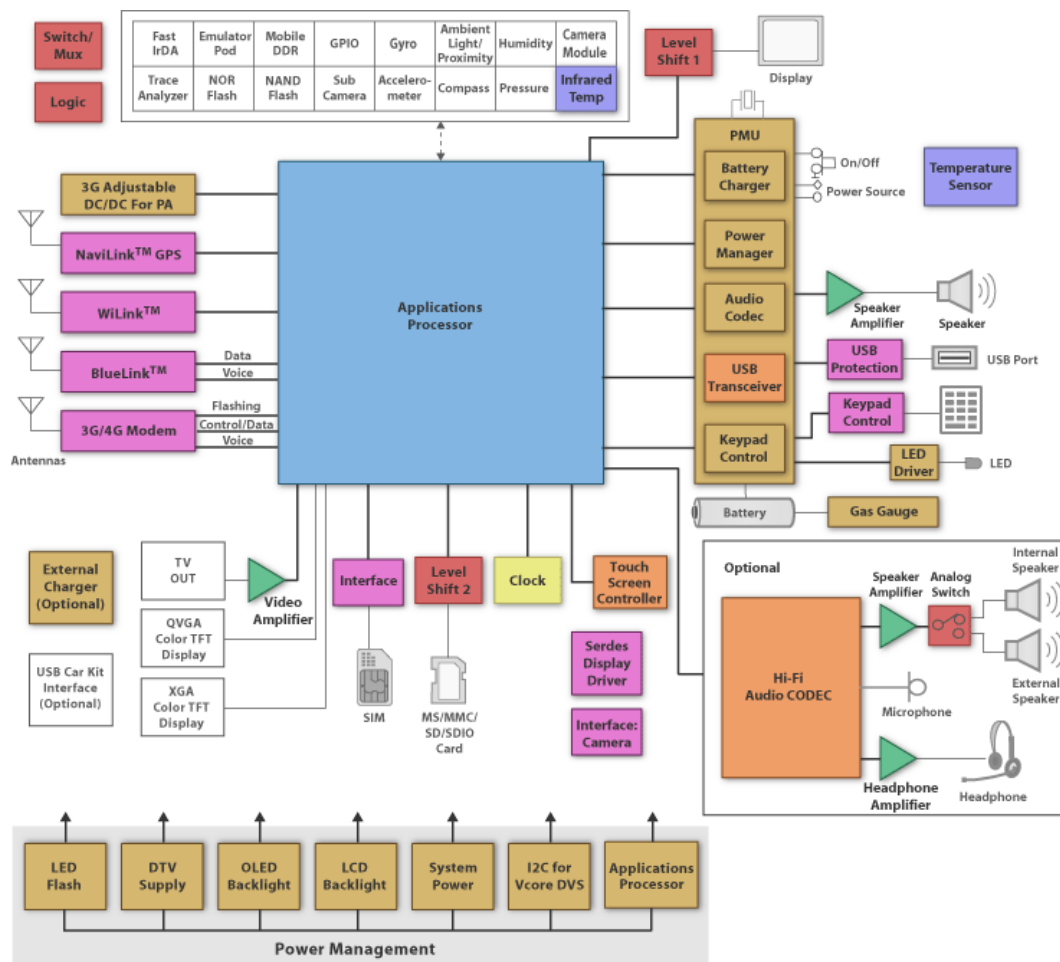 Switch/
Mux
Logic
Fast
IrDA
Emulator
Pod
Mobile
DDR
GPIO
Gyro
Ambient
Light/
Proximity
Humidity
Camera
Module
Trace
Analyzer
NOR
Flash
NAND
Flash
Sub
Camera
Accelero-
meter
Compass
Pressure
Infrared
Temp
Level
Shift 1
Display
PMU
Battery
Charger
On/Off
Power Source
Temperature
Sensor
3G Adjustable
DC/DC For PA
NaviLink™ GPS
WiLink™
BlueLink™
Data
Voice
3G/4G Modem
Flashing
Control/Data
Voice
Antennas
Applications
Processor
Power
Manager
Audio
Codec
Speaker
Amplifier
Speaker
USB
Transceiver
USB
Protection
USB Port
Keypad
Control
Keypad
Control
LED
Driver
LED
Battery
Gas Gauge
External
Charger
(Optional)
USB Car Kit
Interface
(Optional)
TV
OUT
Video
Amplifier
QVGA
Color TFT
Display
XGA
Color TFT
Display
Interface
SIM
Level
Shift 2
MS/MMC/
SD/SDIO
Card
Clock
Touch
Screen
Controller
Serdes
Display
Driver
Interface:
Camera
Optional
Hi-Fi
Audio CODEC
Speaker
Amplifier
Analog
Switch
Internal
Speaker
External
Speaker
Microphone
Headphone
Amplifier
Headphone
LED
Flash
DTV
Supply
OLED
Backlight
LCD
Backlight
System
Power
I2C for
Vcore DVS
Applications
Processor
Power Management